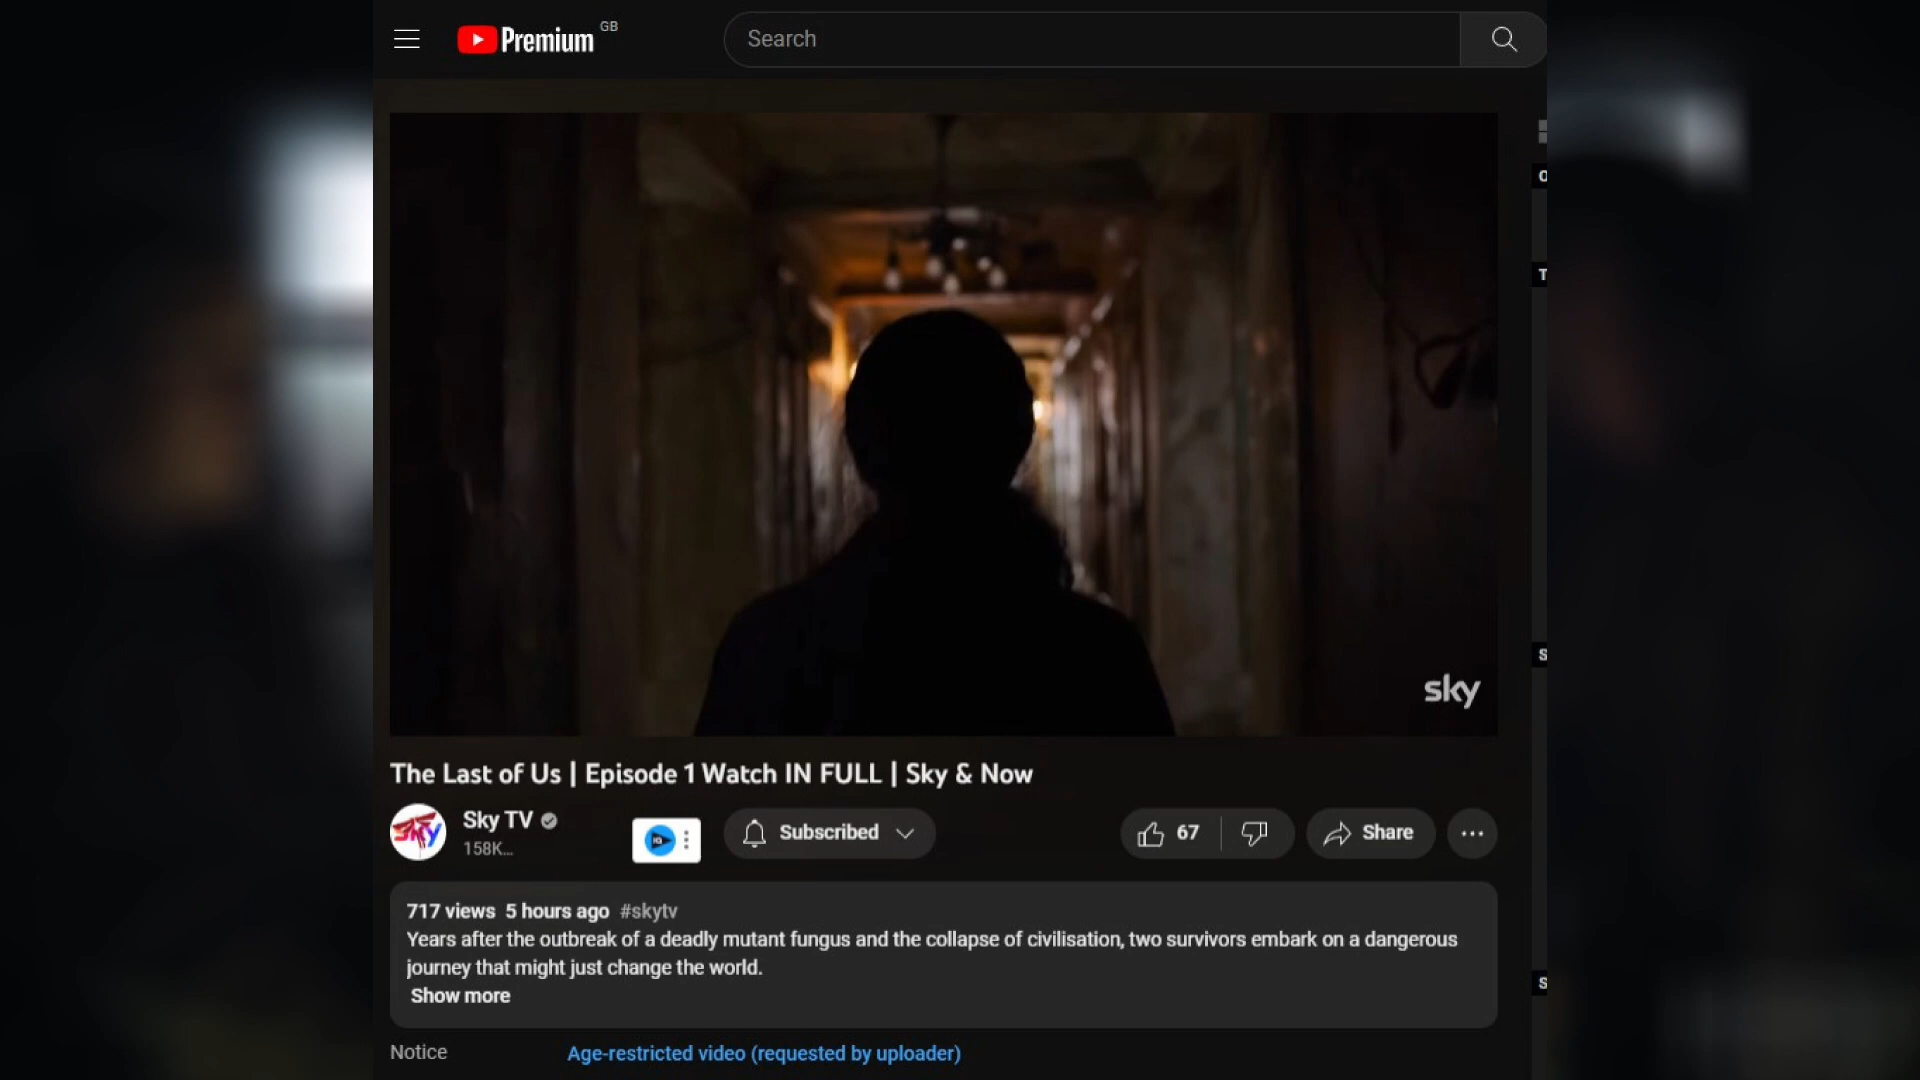 Premium GB
Search
sky
The Last of Us | Episode 1 Watch IN FULL | Sky & Now
Sky TV
158K...
Subscribed
67
Share
717 views 5 hours ago #skytv
Years after the outbreak of a deadly mutant fungus and the collapse of civilisation, two survivors embark on a dangerous
journey that might just change the world.
Show more
Notice
Age-restricted video (requested by uploader)